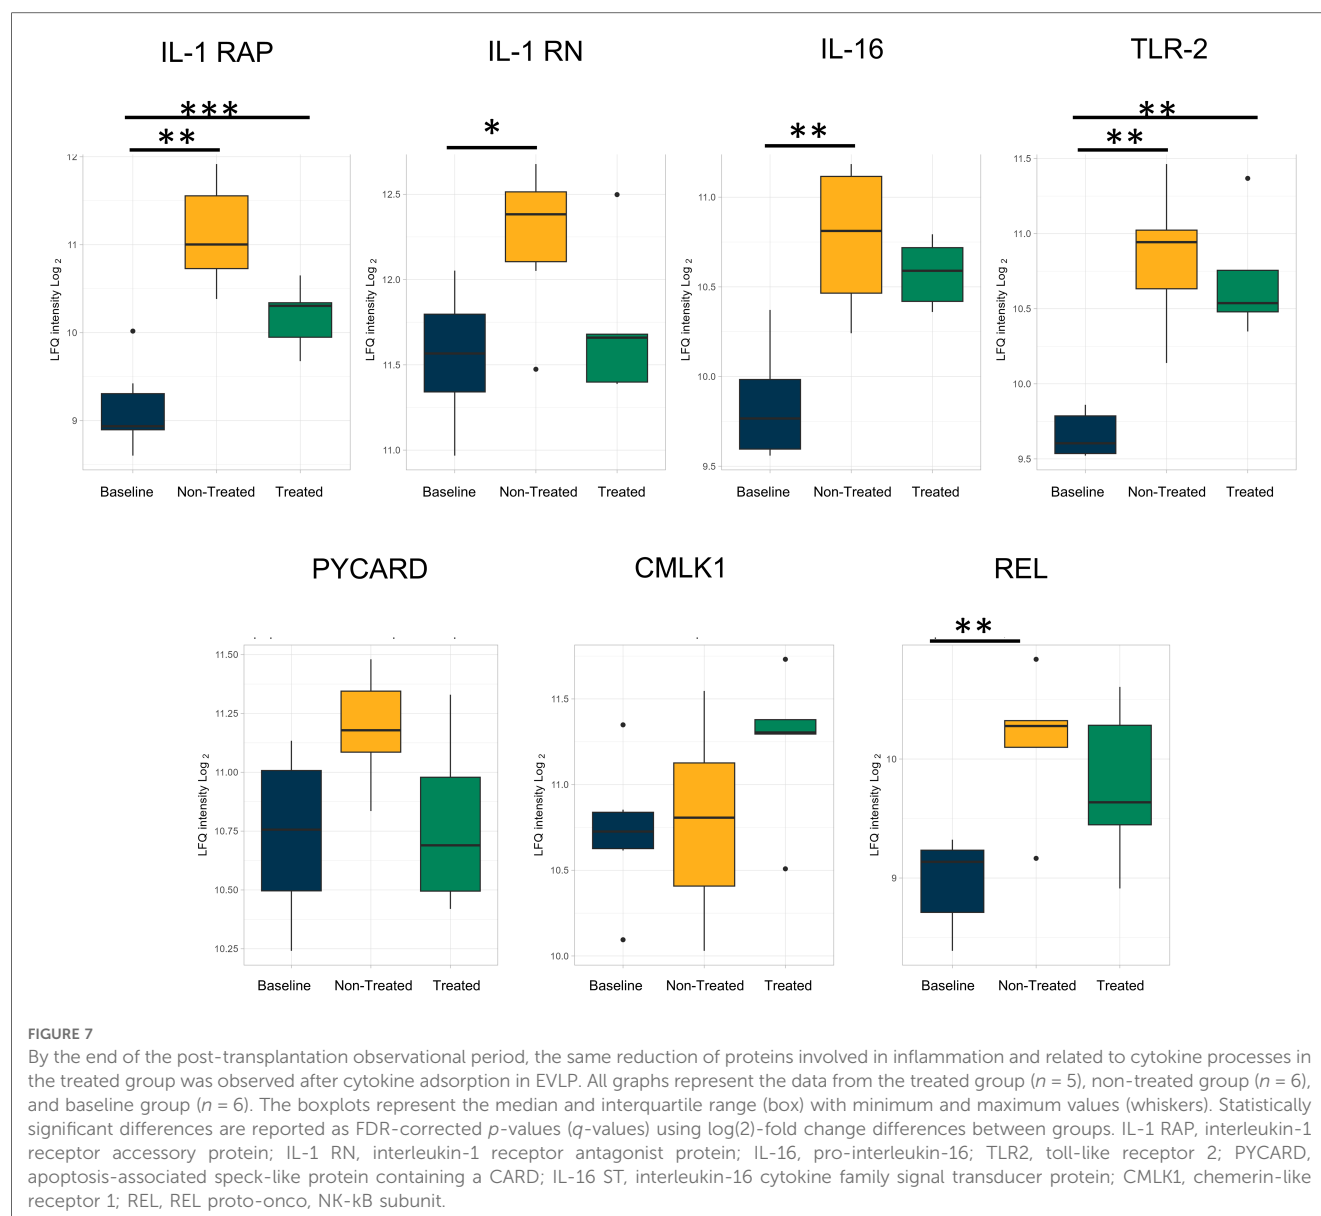 IL-1 RAP
IL-1 RN
IL-16
TLR-2
***
**
*
**
**
**
LFQ intensity Log 2
12
11
10
9
Baseline Non-Treated Treated
LFQ intensity Log 2
12.5
12.0
11.5
11.0
Baseline Non-Treated Treated
LFQ intensity Log 2
11.0
10.5
10.0
9.5
Baseline Non-Treated Treated
LFQ intensity Log 2
11.5
11.0
10.5
10.0
9.5
Baseline Non-Treated Treated
PYCARD
CMLK1
REL
**
LFQ intensity Log 2
11.50
11.25
11.00
10.75
10.50
10.25
Baseline Non-Treated Treated
LFQ intensity Log 2
11.5
11.0
10.5
10.0
Baseline Non-Treated Treated
LFQ intensity Log 2
10
9
Baseline Non-Treated Treated
FIGURE 7
By the end of the post-transplantation observational period, the same reduction of proteins involved in inflammation and related to cytokine processes in
the treated group was observed after cytokine adsorption in EVLP. All graphs represent the data from the treated group (n = 5), non-treated group (n = 6),
and baseline group (n = 6). The boxplots represent the median and interquartile range (box) with minimum and maximum values (whiskers). Statistically
significant differences are reported as FDR-corrected p-values (q-values) using log(2)-fold change differences between groups. IL-1 RAP, interleukin-1
receptor accessory protein; IL-1 RN, interleukin-1 receptor antagonist protein; IL-16, pro-interleukin-16; TLR2, toll-like receptor 2; PYCARD,
apoptosis-associated speck-like protein containing a CARD; IL-16 ST, interleukin-16 cytokine family signal transducer protein; CMLK1, chemerin-like
receptor 1; REL, REL proto-onco, NK-kB subunit.